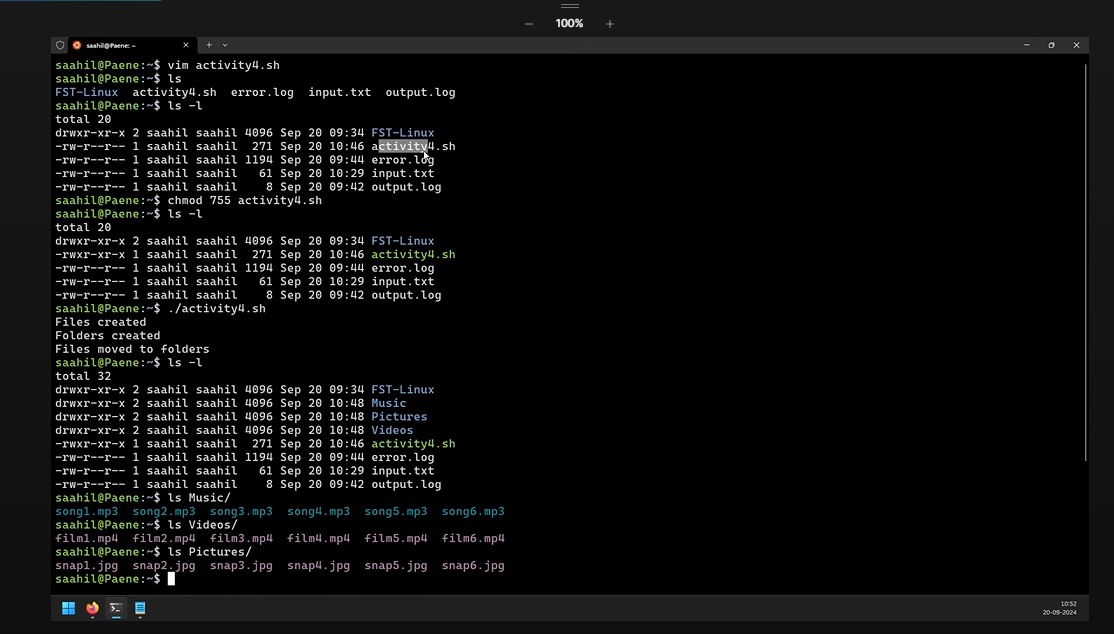 100%
saahil@Paene: ~
saahil@Paene:~$ vim activity4.sh
saahil@Paene:~$ ls
FST-Linux  activity4.sh  error.log  input.txt  output.log
saahil@Paene:~$ ls -l
total 20
drwxr-xr-x 2 saahil saahil 4096 Sep 20 09:34 FST-Linux
-rw-r--r-- 1 saahil saahil  271 Sep 20 10:46 activity4.sh
-rw-r--r-- 1 saahil saahil 1194 Sep 20 09:44 error.log
-rw-r--r-- 1 saahil saahil   61 Sep 20 10:29 input.txt
-rw-r--r-- 1 saahil saahil    8 Sep 20 09:42 output.log
saahil@Paene:~$ chmod 755 activity4.sh
saahil@Paene:~$ ls -l
total 20
drwxr-xr-x 2 saahil saahil 4096 Sep 20 09:34 FST-Linux
-rwxr-xr-x 1 saahil saahil  271 Sep 20 10:46 activity4.sh
-rw-r--r-- 1 saahil saahil 1194 Sep 20 09:44 error.log
-rw-r--r-- 1 saahil saahil   61 Sep 20 10:29 input.txt
-rw-r--r-- 1 saahil saahil    8 Sep 20 09:42 output.log
saahil@Paene:~$ ./activity4.sh
Files created
Folders created
Files moved to folders
saahil@Paene:~$ ls -l
total 32
drwxr-xr-x 2 saahil saahil 4096 Sep 20 09:34 FST-Linux
drwxr-xr-x 2 saahil saahil 4096 Sep 20 10:48 Music
drwxr-xr-x 2 saahil saahil 4096 Sep 20 10:48 Pictures
drwxr-xr-x 2 saahil saahil 4096 Sep 20 10:48 Videos
-rwxr-xr-x 1 saahil saahil  271 Sep 20 10:46 activity4.sh
-rw-r--r-- 1 saahil saahil 1194 Sep 20 09:44 error.log
-rw-r--r-- 1 saahil saahil   61 Sep 20 10:29 input.txt
-rw-r--r-- 1 saahil saahil    8 Sep 20 09:42 output.log
saahil@Paene:~$ ls Music/
song1.mp3  song2.mp3  song3.mp3  song4.mp3  song5.mp3  song6.mp3
saahil@Paene:~$ ls Videos/
film1.mp4  film2.mp4  film3.mp4  film4.mp4  film5.mp4  film6.mp4
saahil@Paene:~$ ls Pictures/
snap1.jpg  snap2.jpg  snap3.jpg  snap4.jpg  snap5.jpg  snap6.jpg
saahil@Paene:~$
10:52
20-09-2024